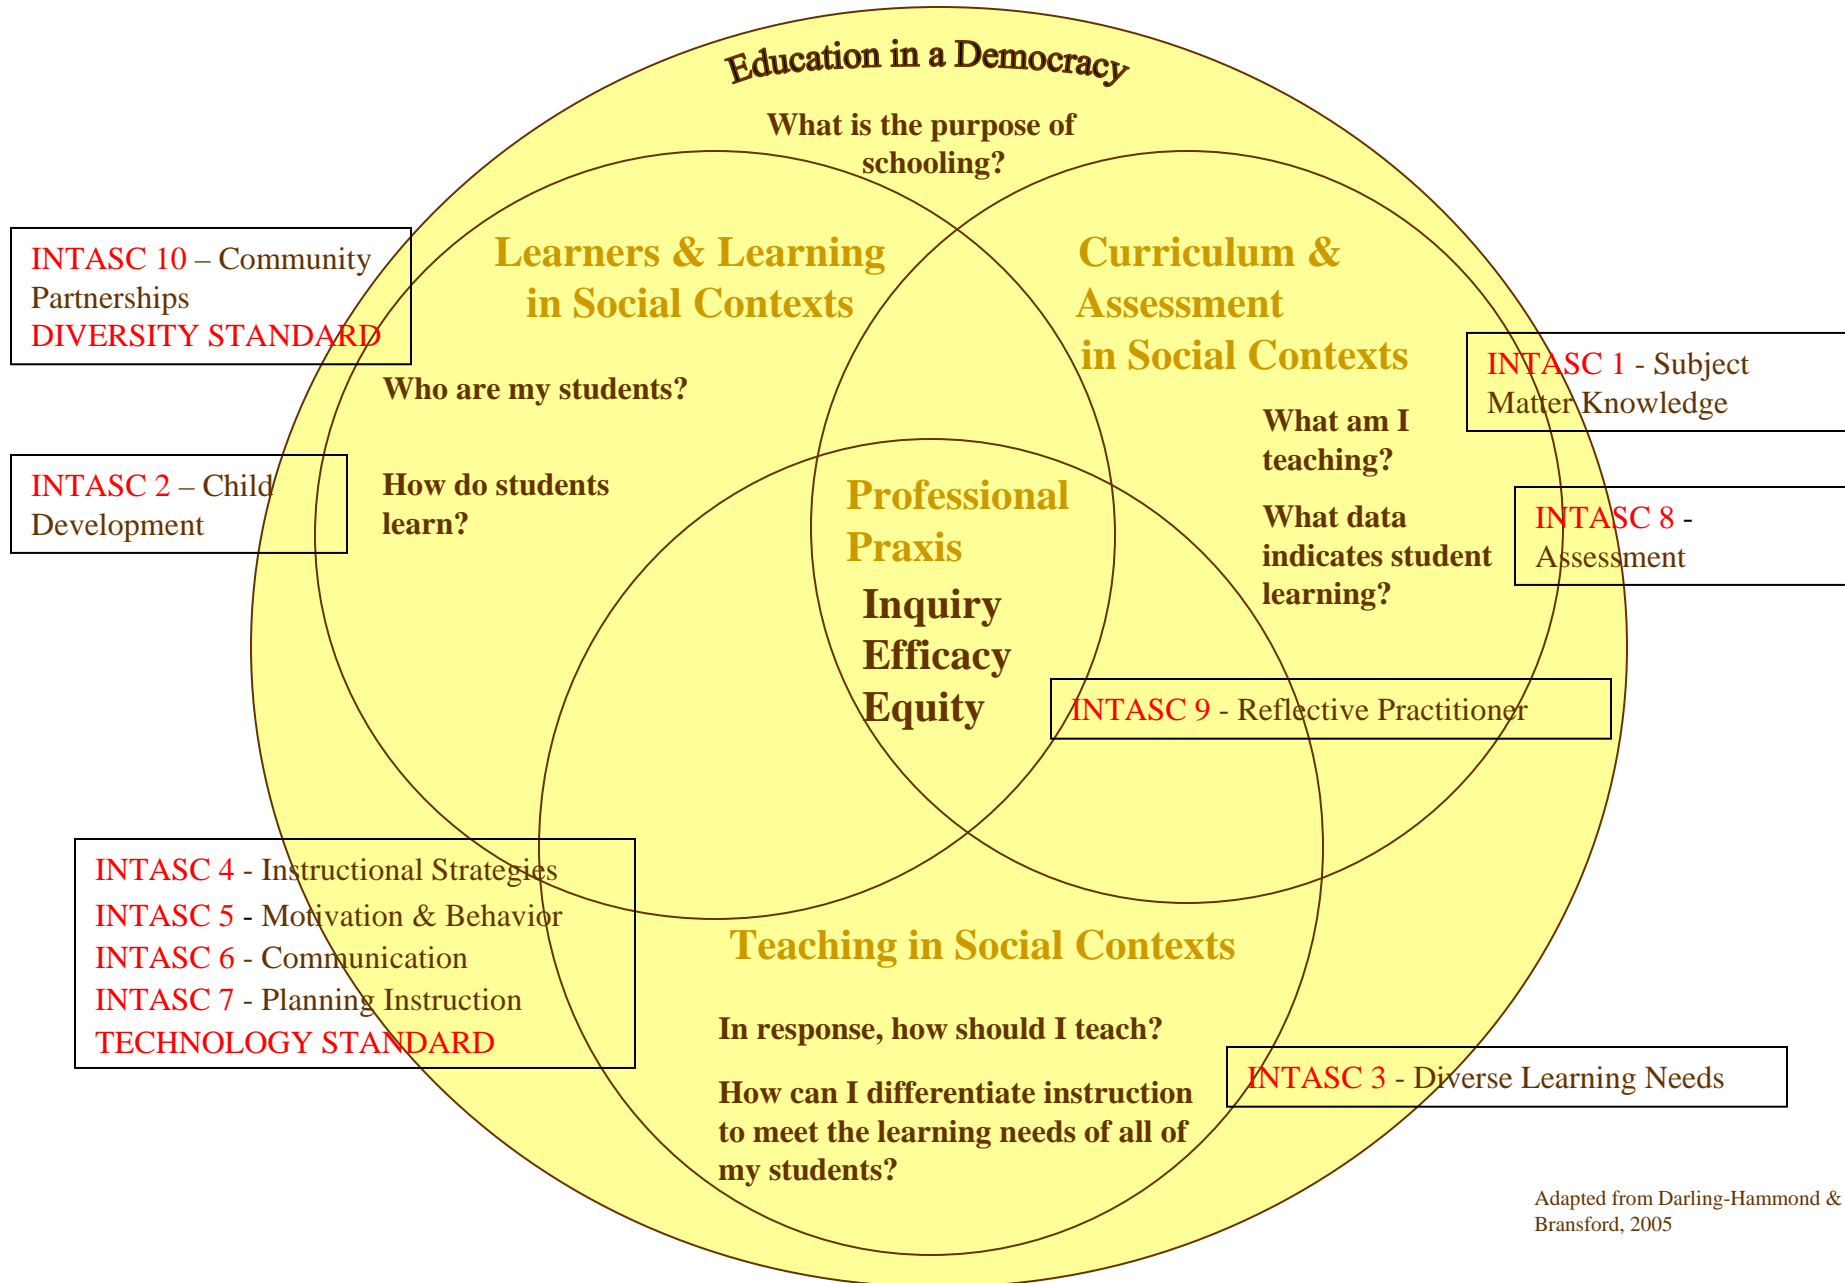 Education in a Democracy
What is the purpose of
schooling?
Learners & Learning
in Social Contexts
Who are my students?
How do students
learn?
Curriculum &
Assessment
in Social Contexts
What am I
teaching?
What data
indicates student
learning?
Professional
Praxis
Inquiry
Efficacy
Equity
Teaching in Social Contexts
In response, how should I teach?
How can I differentiate instruction
to meet the learning needs of all of
my students?
INTASC 10 – Community
Partnerships
DIVERSITY STANDARD
INTASC 2 – Child
Development
INTASC 1 - Subject
Matter Knowledge
INTASC 8 -
Assessment
INTASC 9 - Reflective Practitioner
INTASC 4 - Instructional Strategies
INTASC 5 - Motivation & Behavior
INTASC 6 - Communication
INTASC 7 - Planning Instruction
TECHNOLOGY STANDARD
INTASC 3 - Diverse Learning Needs
Adapted from Darling-Hammond &
Bransford, 2005